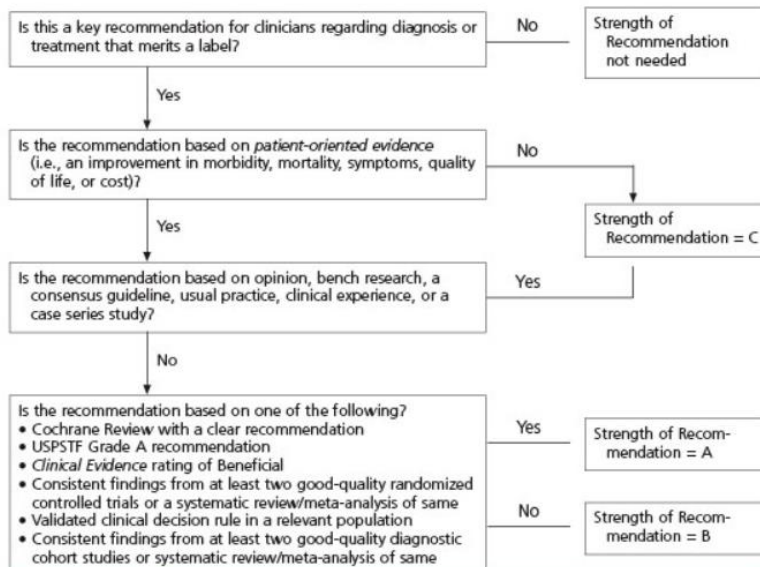 Is this a key recommendation for clinicians regarding diagnosis or
treatment that merits a label?
No
Strength of
Recommendation
not needed
Yes
Is the recommendation based on patient-oriented evidence
(i.e., an improvement in morbidity, mortality, symptoms, quality
of life, or cost)?
No
Yes
Strength of
Recommendation = C
Is the recommendation based on opinion, bench research, a
consensus guideline, usual practice, clinical experience, or a
case series study?
Yes
No
Is the recommendation based on one of the following?
• Cochrane Review with a clear recommendation
• USPSTF Grade A recommendation
• Clinical Evidence rating of Beneficial
• Consistent findings from at least two good-quality randomized
controlled trials or a systematic review/meta-analysis of same
• Validated clinical decision rule in a relevant population
• Consistent findings from at least two good-quality diagnostic
cohort studies or systematic review/meta-analysis of same
Yes
Strength of Recom-
mendation = A
No
Strength of Recom-
mendation = B